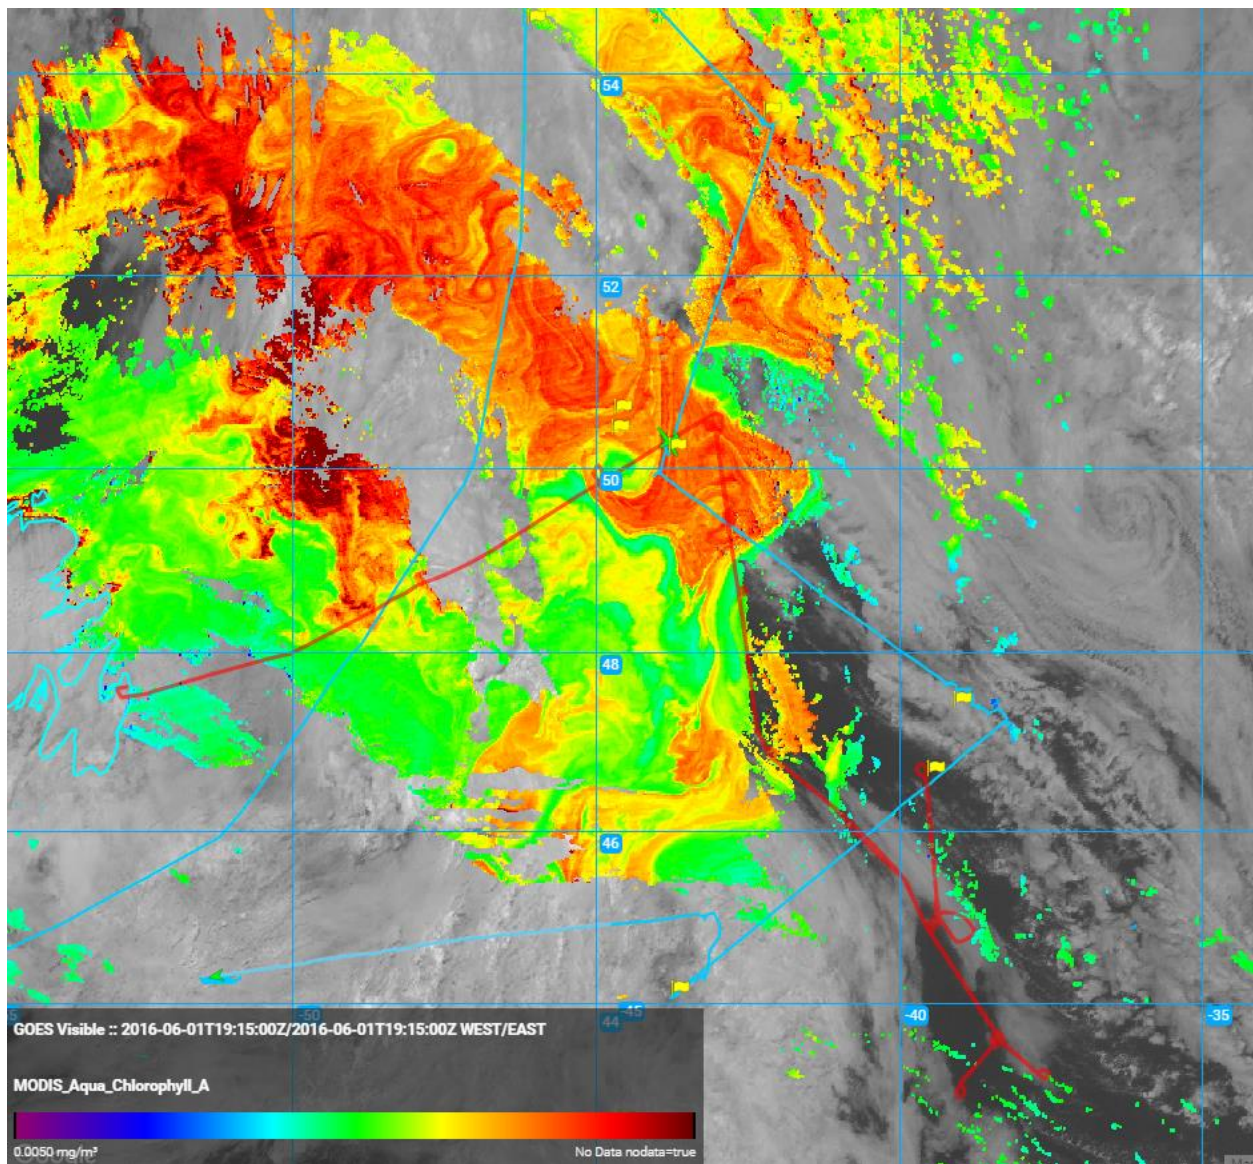 54
52
50
48
46
-50
44
-45
-40
-35
GOES Visible :: 2016-06-01T19:15:00Z/2016-06-01T19:15:00Z WEST/EAST
MODIS_Aqua_Chlorophyll_A
0.0050 mg/m³
No Data nodata=true